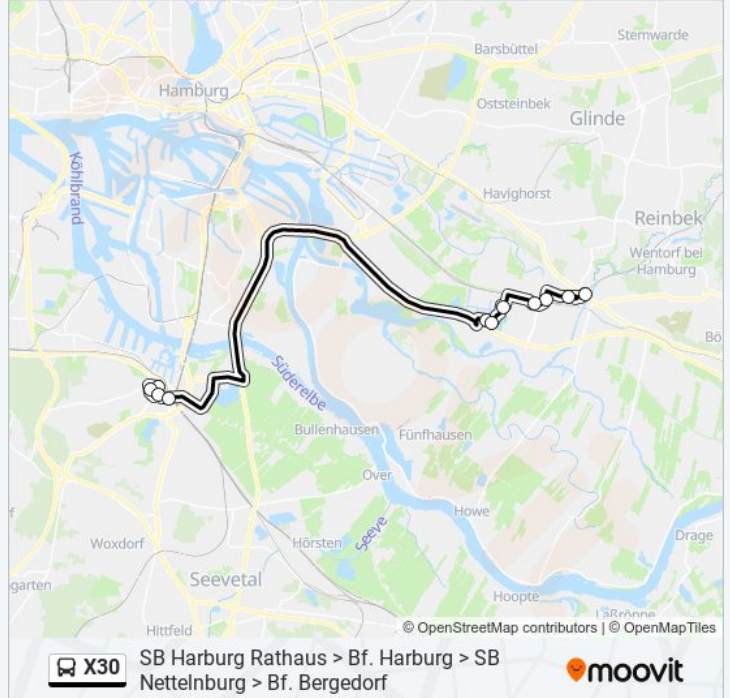 Stemwarde
Barsbüttel
Hamburg
Oststeinbek
Glinde
Köhlbrand
Havighorst
Reinbek
Wentorf bei
Hamburg
Bö
Süderelbe
Bullenhausen
Fünfhausen
Over
Howe
Seeve
Drage
Woxdorf
Hörsten
f
garten
Seevetal
Hoopte
Laßrönne
Hittfeld
© OpenStreetMap contributors | © OpenMapTiles
X30
SB Harburg Rathaus > Bf. Harburg > SB
Nettelnburg > Bf. Bergedorf
moovit